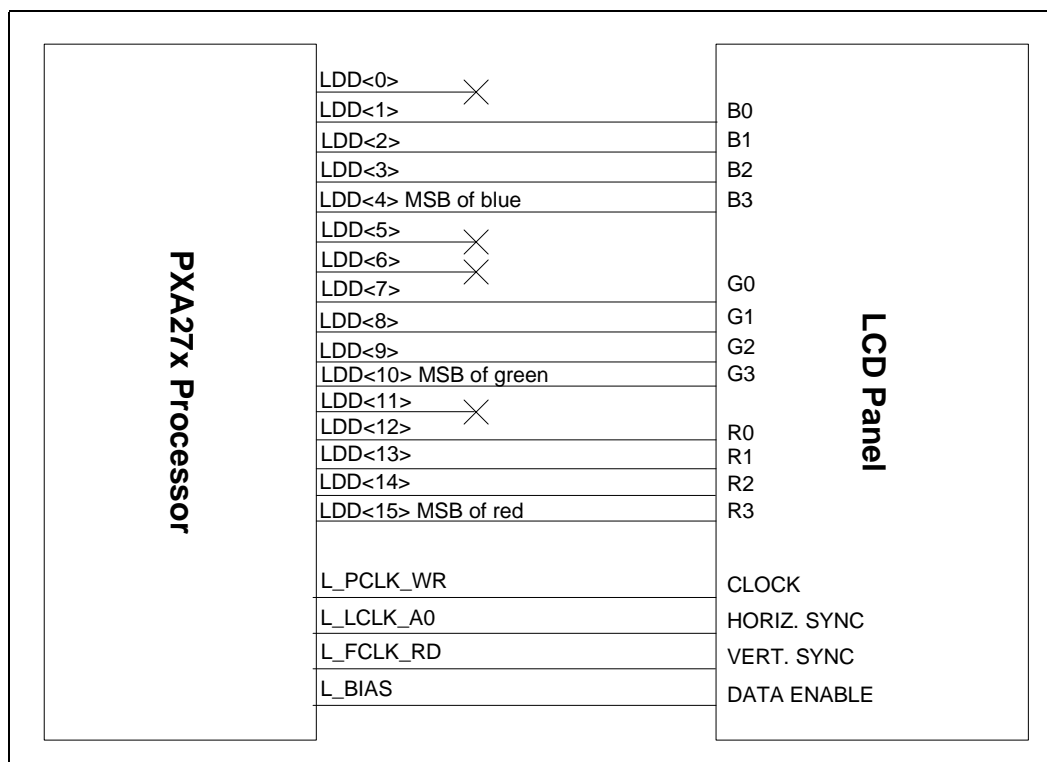 PXA27x Processor
LDD<0>
LDD<1>
LDD<2>
LDD<3>
LDD<4> MSB of blue
LDD<5>
LDD<6>
LDD<7>
LDD<8>
LDD<9>
LDD<10> MSB of green
LDD<11>
LDD<12>
LDD<13>
LDD<14>
LDD<15> MSB of red
L_PCLK_WR
L_LCLK_A0
L_FCLK_RD
L_BIAS
B0
B1
B2
B3
G0
G1
G2
G3
R0
R1
R2
R3
CLOCK
HORIZ. SYNC
VERT. SYNC
DATA ENABLE
LCD Panel